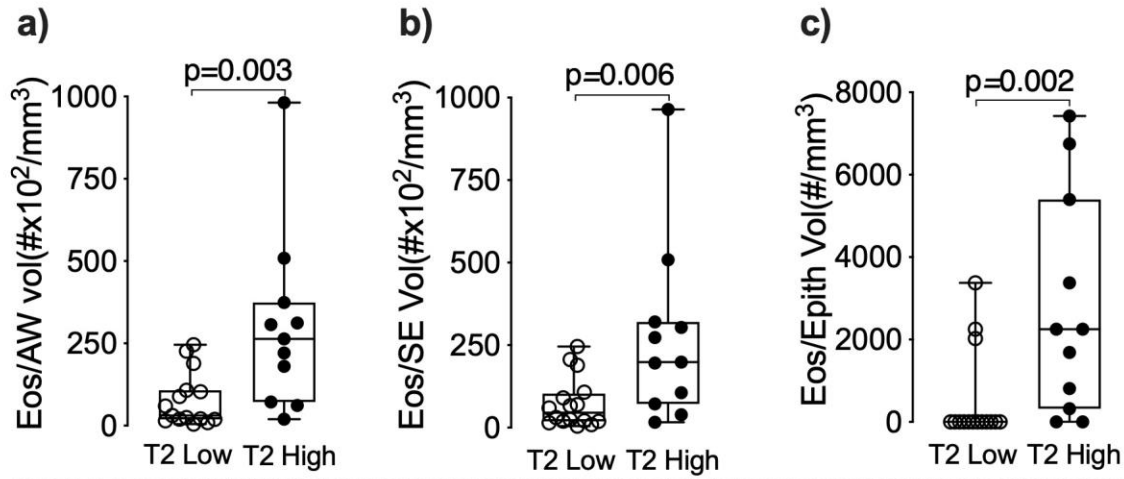 a)
p=0.003
Eos/AW vol(#x10²/mm³)
1000
750
500
250
0
T2 Low
T2 High
b)
p=0.006
Eos/SE Vol(#x10²/mm³)
1000
750
500
250
0
T2 Low
T2 High
c)
p=0.002
Eos/Epith Vol(#/mm³)
8000
6000
4000
2000
0
T2 Low
T2 High